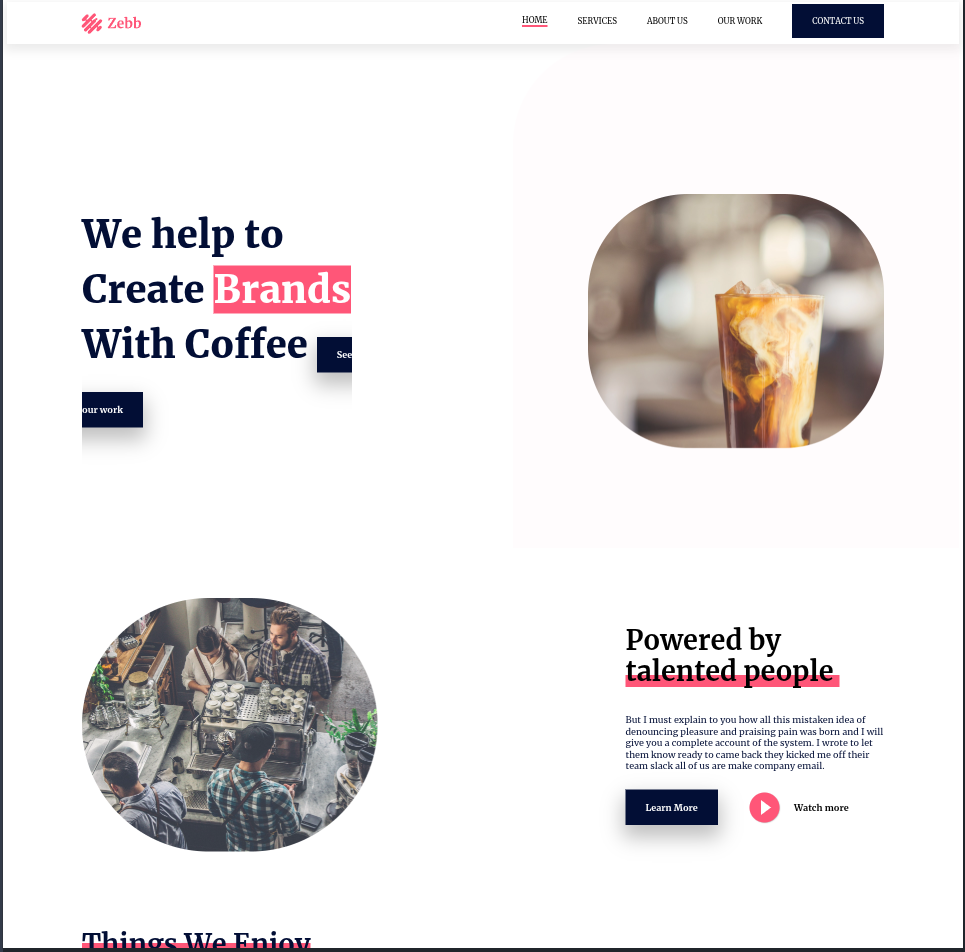 Zebb
HOME SERVICES ABOUT US OUR WORK CONTACT US
We help to
Create Brands
With Coffee See
our work
Powered by
talented people
But I must explain to you how all this mistaken idea of
denouncing pleasure and praising pain was born and I will
give you a complete account of the system. I wrote to let
them know ready to came back they kicked me off their
team slack all of us are make company email.
Learn More Watch more
Things We Enjoy